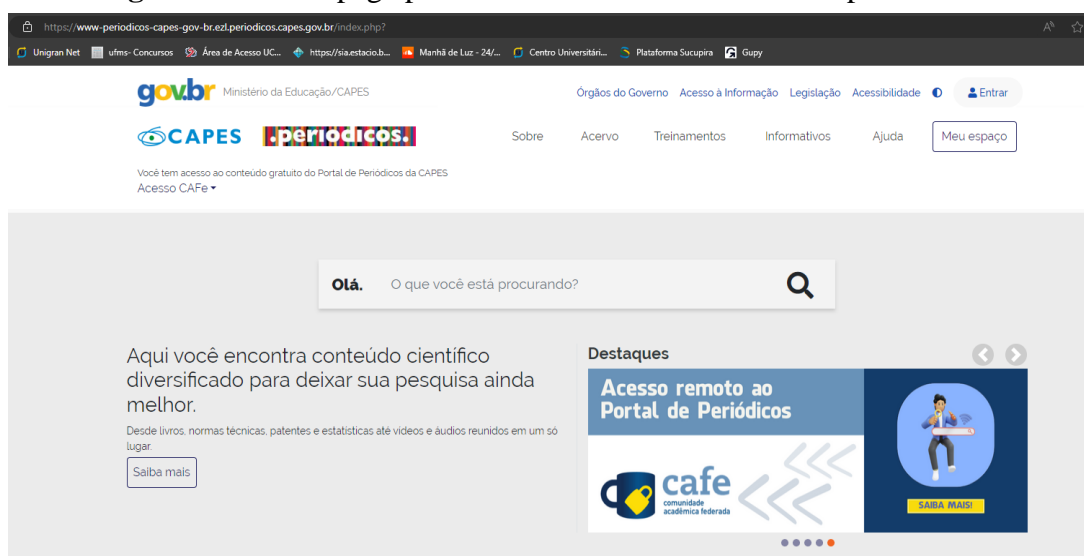 https://www-periodicos-capes-gov-br.ezl.periodicos.capes.gov.br/index.php?
Unigran Net ufms- Concursos Área de Acesso UC... https://sia.estacio.b... Manhã de Luz - 24/... Centro Universitári... Plataforma Sucupira Gupy
gov.br Ministério da Educação/CAPES Órgãos do Governo Acesso à Informação Legislação Acessibilidade Entrar
CAPES .periodicos. Sobre Acervo Treinamentos Informativos Ajuda Meu espaço
Você tem acesso ao conteúdo gratuito do Portal de Periódicos da CAPES
Acesso CAFe
Olá. O que você está procurando?
Aqui você encontra conteúdo científico
diversificado para deixar sua pesquisa ainda
melhor.
Desde livros, normas técnicas, patentes e estatísticas até vídeos e áudios reunidos em um só
lugar.
Saiba mais
Destaques
Acesso remoto ao
Portal de Periódicos
cafe
comunidade
acadêmica federada
SAIBA MAIS!